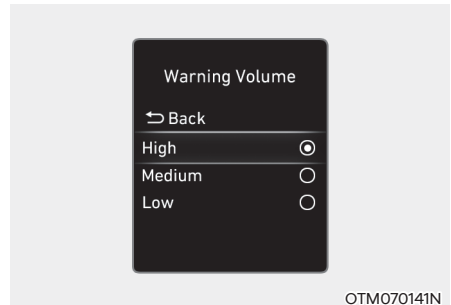 Warning Volume
Back
High
Medium
Low
OTM070141N